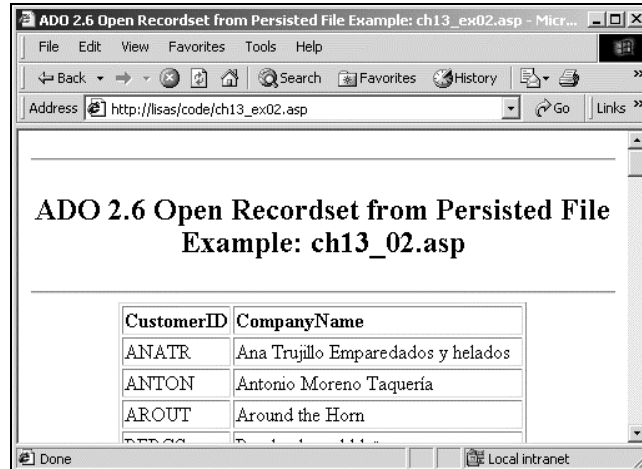 ADO 2.6 Open Recordset from Persisted File Example: ch13_ex02.asp - Micr...
File Edit View Favorites Tools Help
Back Search Favorites History »
Address http://lisas/code/ch13_ex02.asp Go Links »
ADO 2.6 Open Recordset from Persisted File
Example: ch13_02.asp
CustomerID CompanyName
ANATR Ana Trujillo Emparedados y helados
ANTON Antonio Moreno Taquería
AROUT Around the Horn
Done Local intranet